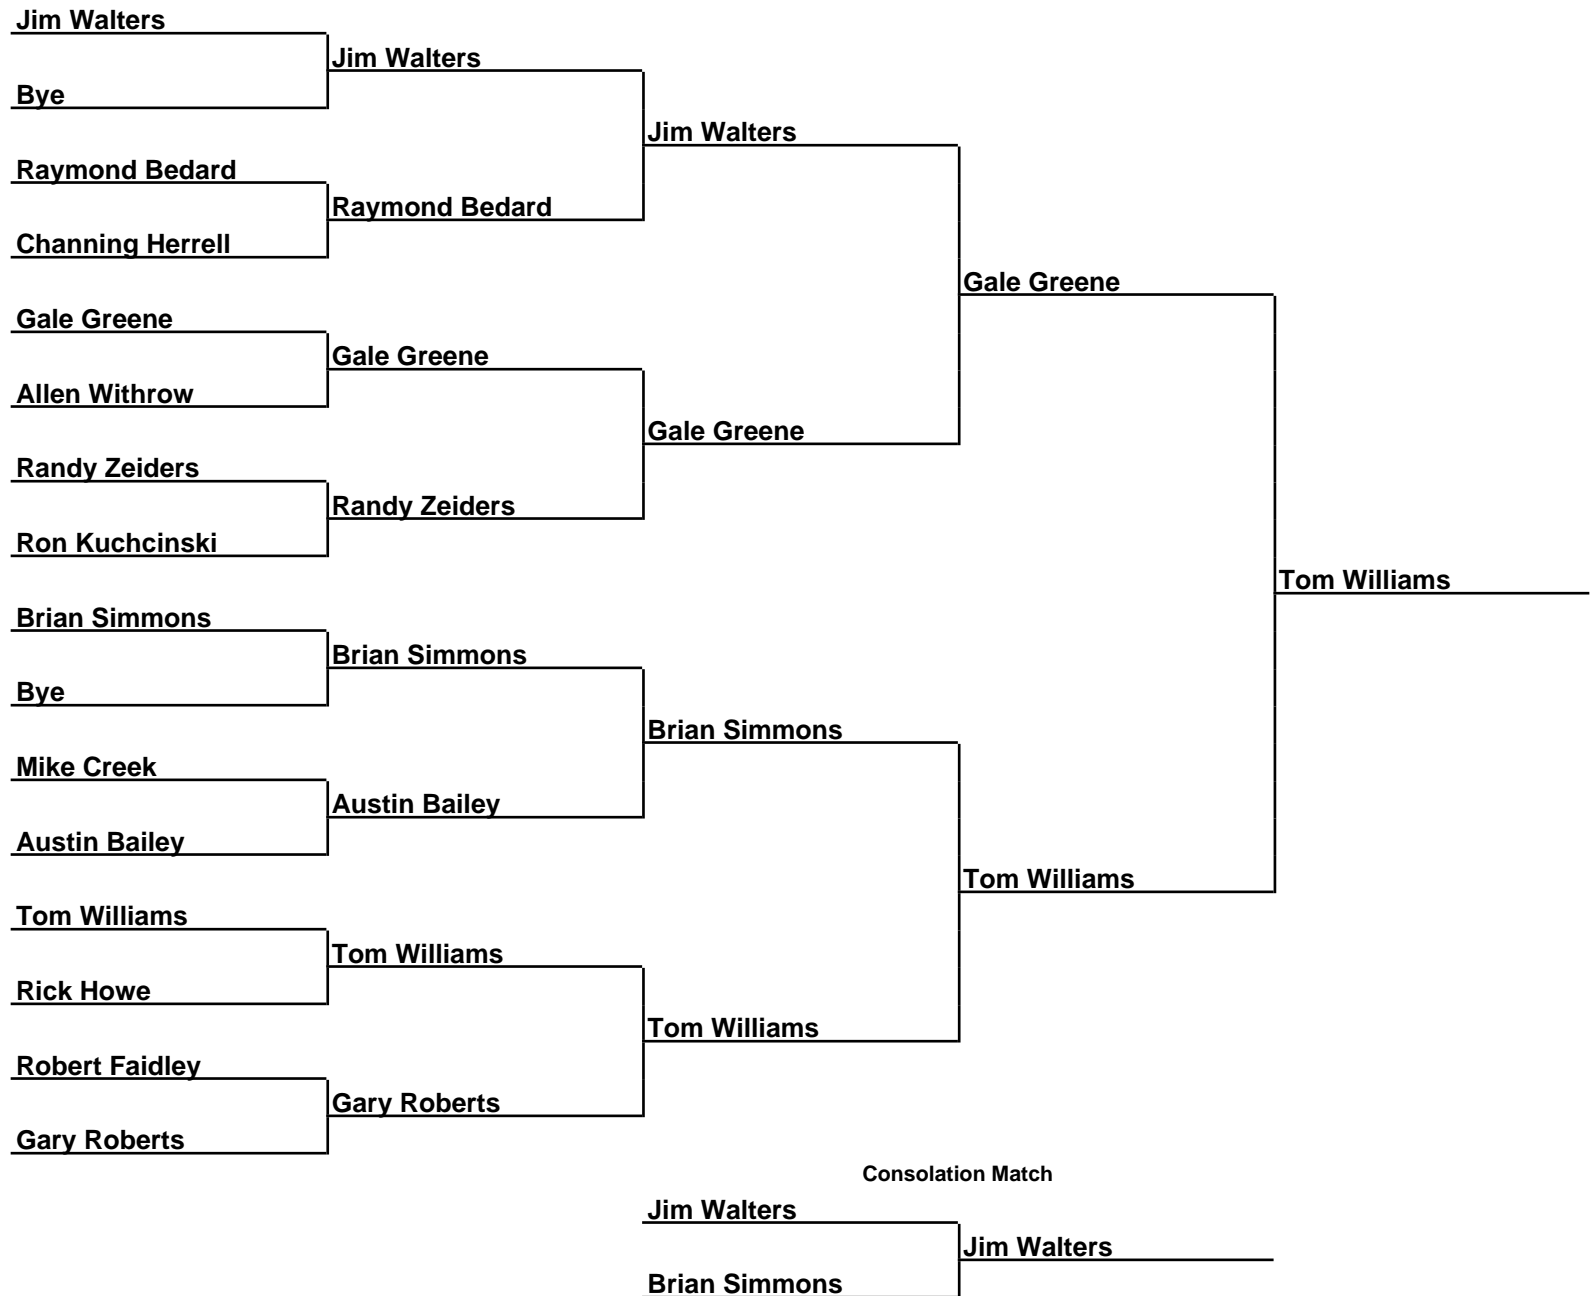 Jim Walters
Jim Walters
Bye
Jim Walters
Raymond Bedard
Raymond Bedard
Channing Herrell
Gale Greene
Gale Greene
Gale Greene
Allen Withrow
Gale Greene
Randy Zeiders
Randy Zeiders
Ron Kuchcinski
Tom Williams
Brian Simmons
Brian Simmons
Bye
Brian Simmons
Mike Creek
Austin Bailey
Austin Bailey
Tom Williams
Tom Williams
Tom Williams
Rick Howe
Tom Williams
Robert Faidley
Gary Roberts
Gary Roberts
Consolation Match
Jim Walters
Jim Walters
Brian Simmons